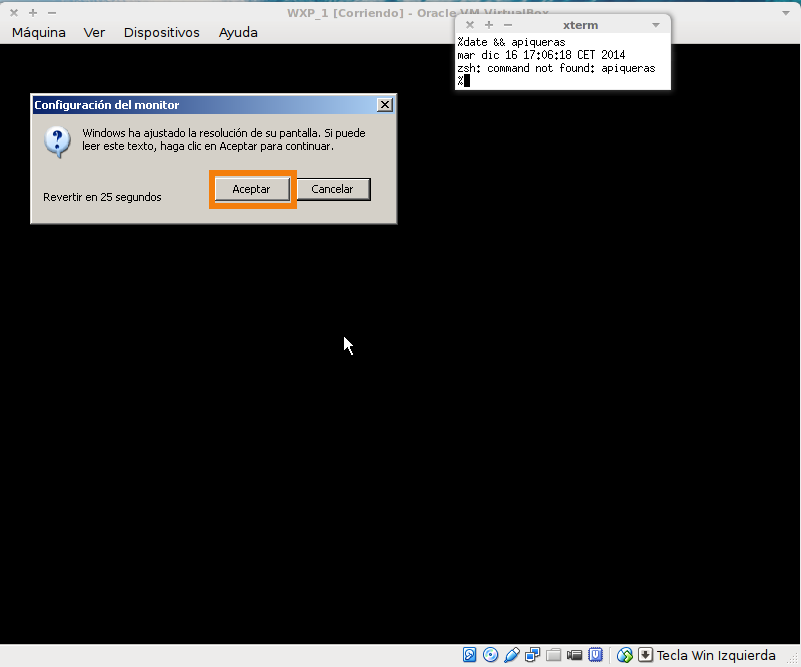 WXP_1 [Corriendo] - Oracle VM VirtualBox
Máquina Ver Dispositivos Ayuda
xterm
%date && apiqueras
mar dic 16 17:06:18 CET 2014
zsh: command not found: apiqueras
%
Configuración del monitor
Windows ha ajustado la resolución de su pantalla. Si puede
leer este texto, haga clic en Aceptar para continuar.
Revertir en 25 segundos
Aceptar Cancelar
Tecla Win Izquierda